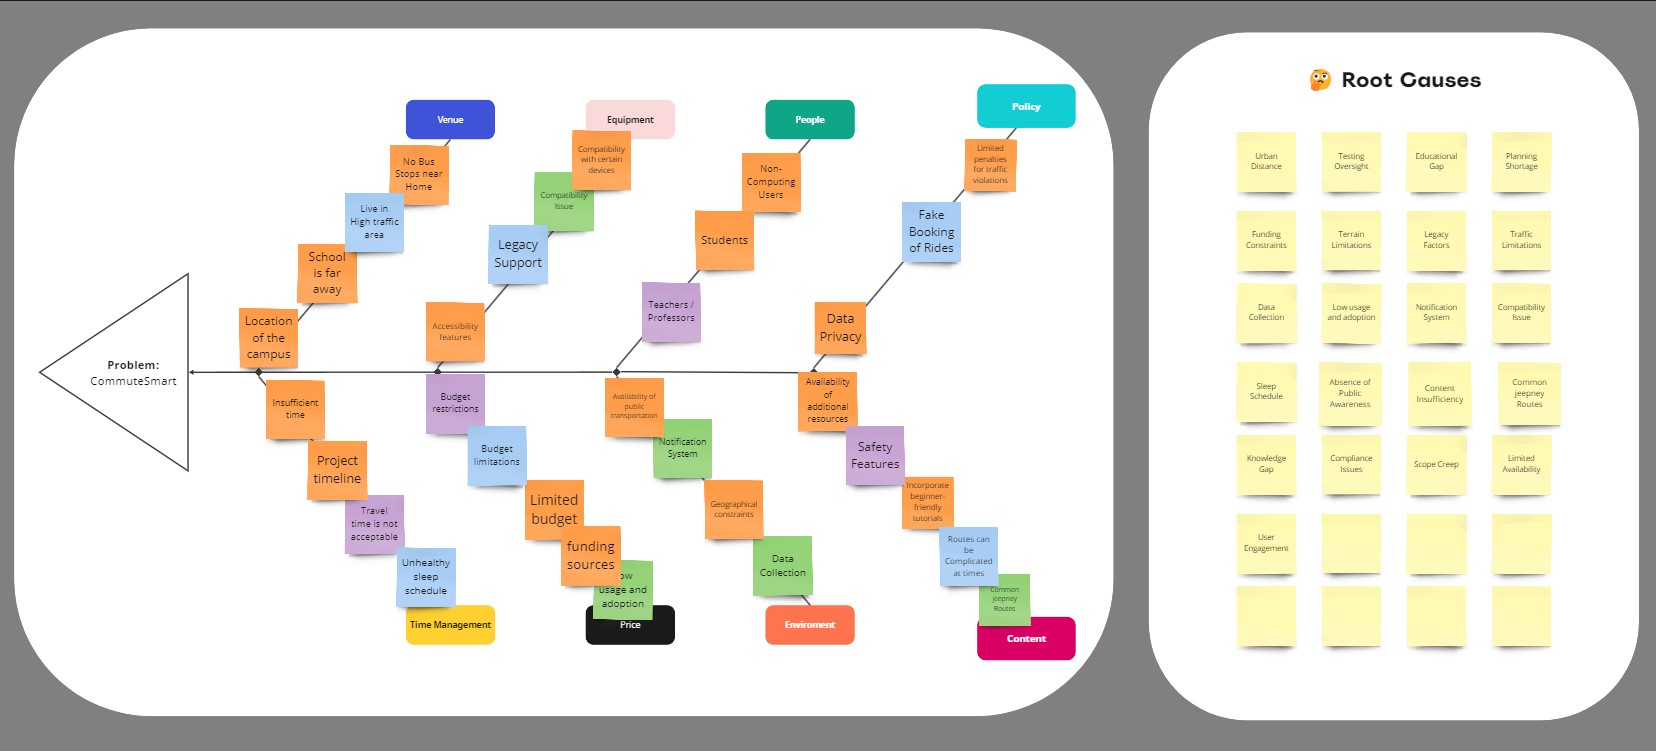 Venue
Equipment
People
Policy
No Bus
Stops near
Home
Live in
High traffic
area
School
is far
away
Location
of the
campus
Compatibility
with certain
devices
Compatibility
Issue
Legacy
Support
Accessibility
features
Non-
Computing
Users
Students
Teachers /
Professors
Limited
penalties
for traffic
violations
Fake
Booking
of Rides
Data
Privacy
Problem:
CommuteSmart
Insufficient
time
Project
timeline
Travel
time is not
acceptable
Unhealthy
sleep
schedule
Time Management
Budget
restrictions
Budget
limitations
Limited
budget
funding
sources
usage and
adoption
Price
Availability of
public
transportation
Notification
System
Geographical
constraints
Data
Collection
Enviroment
Availability
of
additional
resources
Safety
Features
Incorporate
beginner-
friendly
tutorials
Routes can
be
Complicated
at times
Common
jeepney
Routes
Content
Root Causes
Urban
Distance
Testing
Oversight
Educational
Gap
Planning
Shortage
Funding
Constraints
Terrain
Limitations
Legacy
Factors
Traffic
Limitations
Data
Collection
Low usage
and adoption
Notification
System
Compatibility
Issue
Sleep
Schedule
Absence of
Public
Awareness
Content
Insufficiency
Common
jeepney
Routes
Knowledge
Gap
Compliance
Issues
Scope Creep
Limited
Availability
User
Engagement